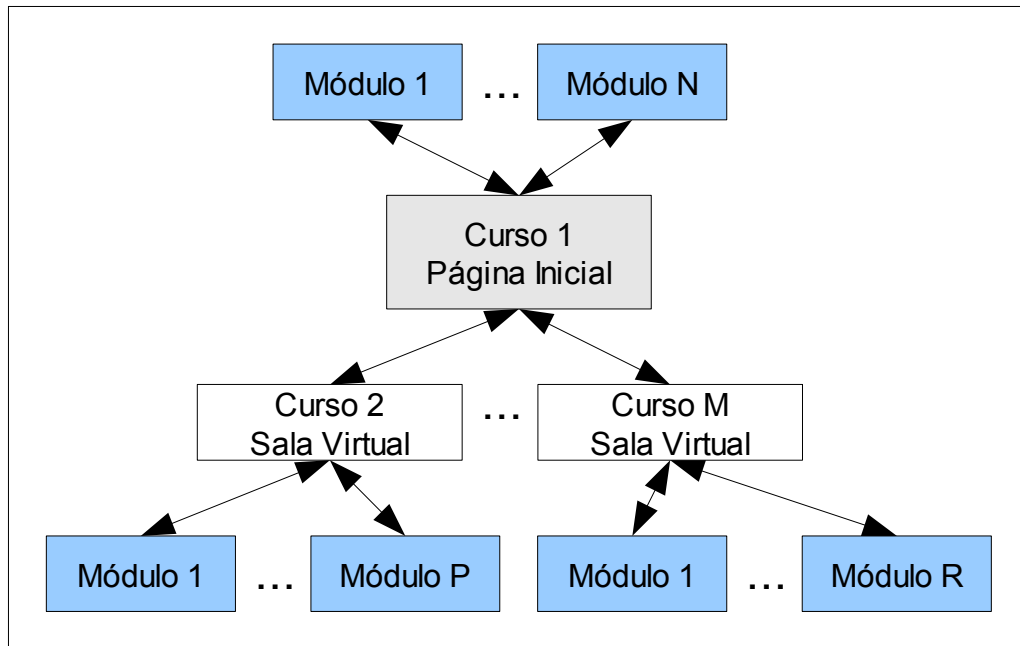 Módulo 1 ... Módulo N
Curso 1
Página Inicial
Curso 2
Sala Virtual
...
Curso M
Sala Virtual
Módulo 1 ... Módulo P
Módulo 1 ... Módulo R